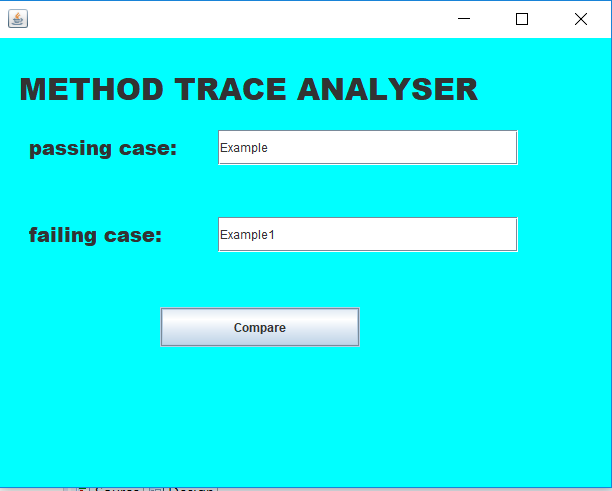 METHOD TRACE ANALYSER
passing case:
Example
failing case:
Example1
Compare